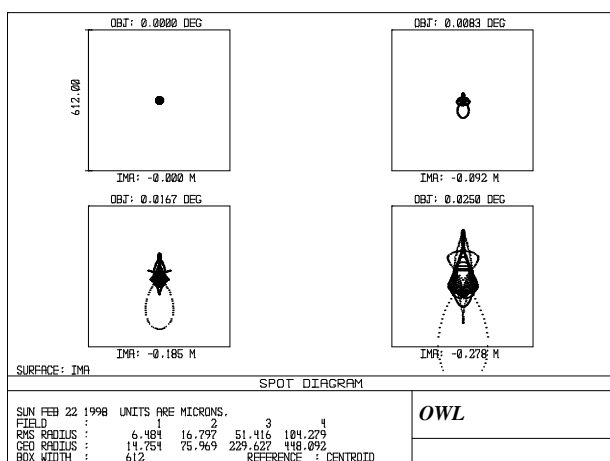 OBJ: 0.0000 DEG
OBJ: 0.0083 DEG
612.00
IMA: -0.000 M
IMA: -0.092 M
OBJ: 0.0167 DEG
OBJ: 0.0250 DEG
IMA: -0.185 M
IMA: -0.278 M
SURFACE: IMA
SPOT DIAGRAM
SUN FEB 22 1998 UNITS ARE MICRONS.
FIELD : 1 2 3 4
RMS RADIUS : 6.484 16.797 51.416 104.279
GEO RADIUS : 14.754 75.969 229.627 448.092
BOX WIDTH : 612 REFERENCE : CENTROID
OWL